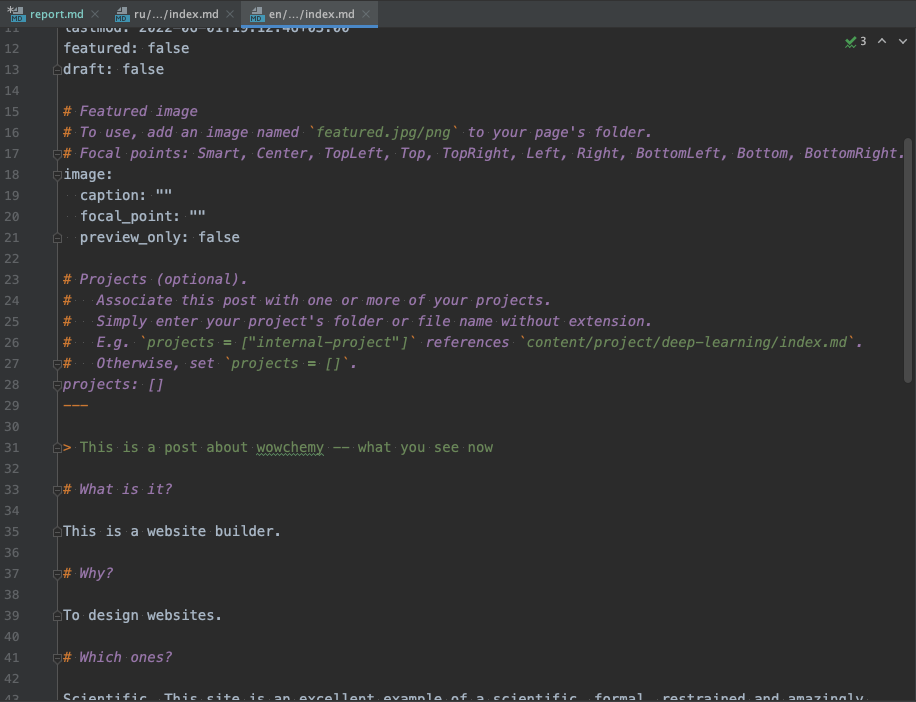 report.md ru/.../index.md en/.../index.md
11 lastmod: 2022-06-01T19:12:46+03:00
3
12 featured: false
13 draft: false
14
15 # Featured image
16 # To use, add an image named `featured.jpg/png` to your page's folder.
17 # Focal points: Smart, Center, TopLeft, Top, TopRight, Left, Right, BottomLeft, Bottom, BottomRight.
18 image:
19 caption: ""
20 focal_point: ""
21 preview_only: false
22
23 # Projects (optional).
24 # Associate this post with one or more of your projects.
25 # Simply enter your project's folder or file name without extension.
26 # E.g. `projects = ["internal-project"]` references `content/project/deep-learning/index.md`.
27 # Otherwise, set `projects = []`.
28 projects: []
29 ---
30
31 > This is a post about wowchemy -- what you see now
32
33 # What is it?
34
35 This is a website builder.
36
37 # Why?
38
39 To design websites.
40
41 # Which ones?
42
43 Scientific. This site is an excellent example of a scientific, formal, restrained and amazingly